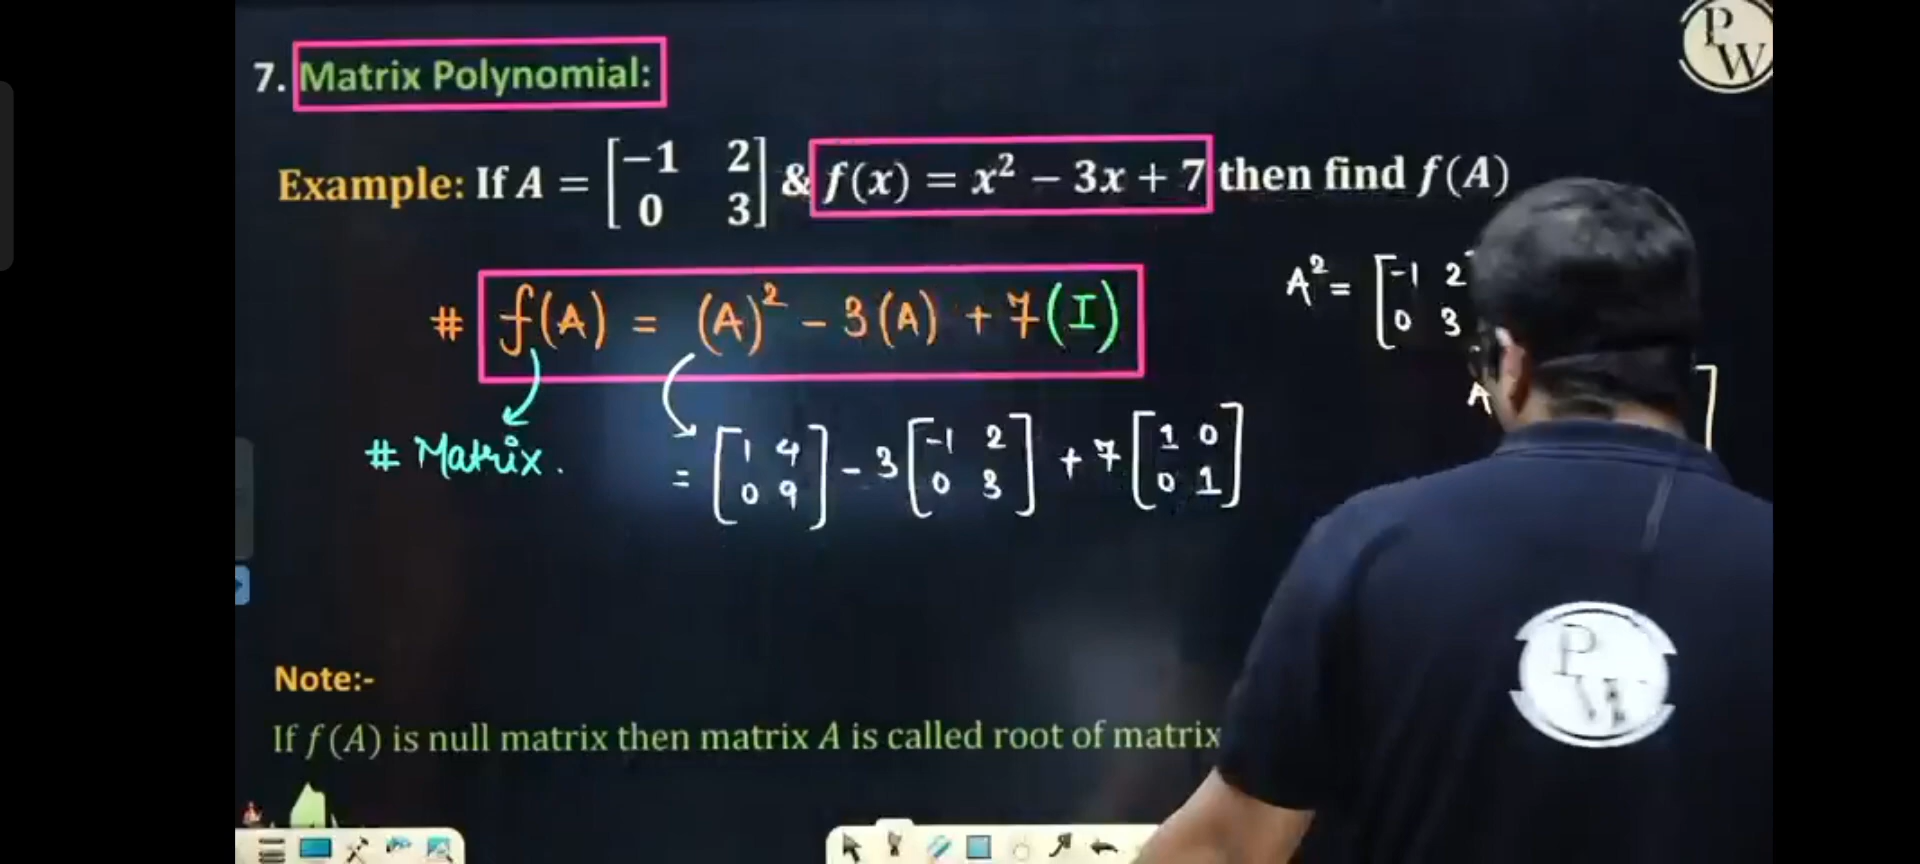 PW
7. Matrix Polynomial:
Example: If A = [−1 2
0 3] & f(x) = x² − 3x + 7 then find f(A)
A² = [-1 2
0 3
# f(A) = (A)² - 3(A) + 7(I)
A ]
# Matrix.
= [1 4
0 9] - 3 [-1 2
0 3] + 7 [1 0
0 1]
PW
Note:-
If f(A) is null matrix then matrix A is called root of matrix